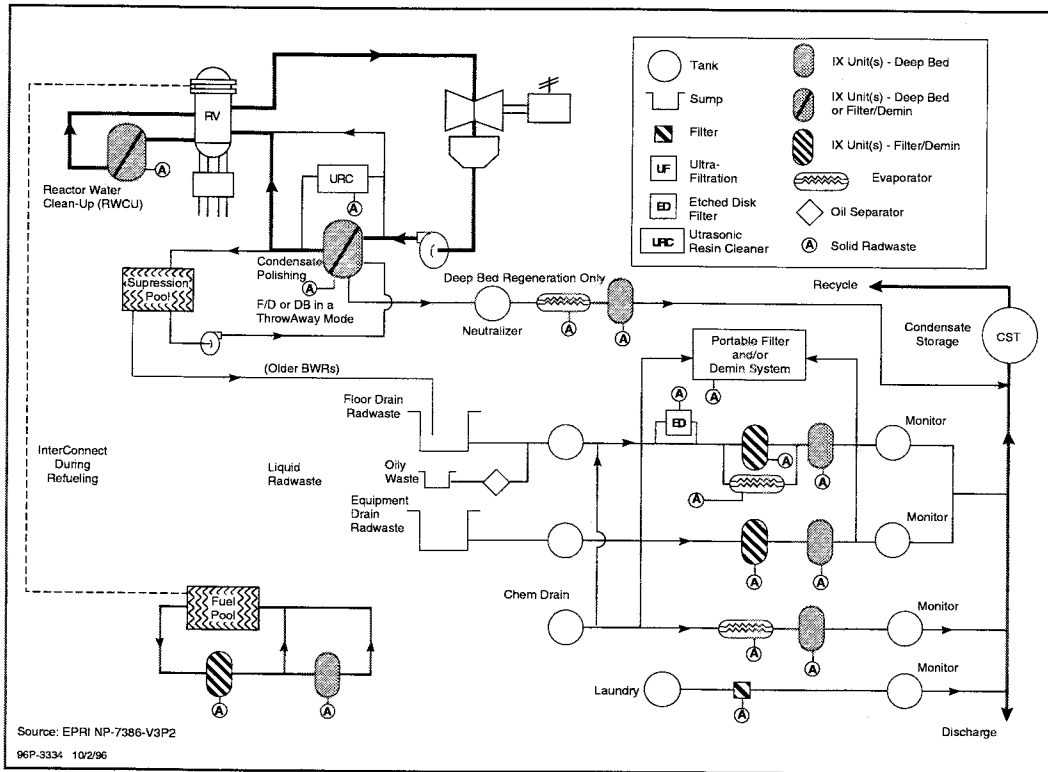 RV
Reactor Water
Clean-Up (RWCU)
A
URC
A
Condensate
Polishing
A
F/D or DB in a
ThrowAway Mode
Supression
Pool
(Older BWRs)
Deep Bed Regeneration Only
Neutralizer
A
A
Tank
Sump
Filter
UF
Ultra-
Filtration
ED
Etched Disk
Filter
URC
Utrasonic
Resin Cleaner
IX Unit(s) - Deep Bed
IX Unit(s) - Deep Bed
or Filter/Demin
IX Unit(s) - Filter/Demin
Evaporator
Oil Separator
A
Solid Radwaste
Recycle
Condensate
Storage
CST
Portable Filter
and/or
Demin System
A
InterConnect
During
Refueling
Liquid
Radwaste
Floor Drain
Radwaste
Oily
Waste
Equipment
Drain
Radwaste
A
ED
A
A
A
Monitor
A
A
Monitor
Chem Drain
A
A
Monitor
Laundry
A
Monitor
Discharge
Fuel
Pool
A
A
Source: EPRI NP-7386-V3P2
96P-3334 10/2/96